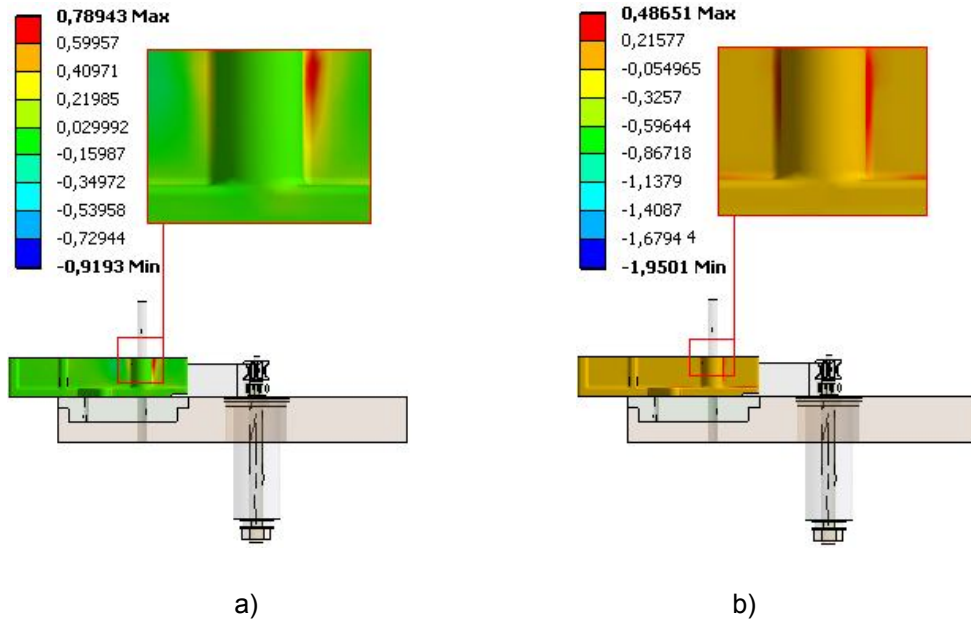 0,78943 Max
0,59957
0,40971
0,21985
0,029992
-0,15987
-0,34972
-0,53958
-0,72944
-0,9193 Min
0,48651 Max
0,21577
-0,054965
-0,3257
-0,59644
-0,86718
-1,1379
-1,4087
-1,6794 4
-1,9501 Min
a)
b)